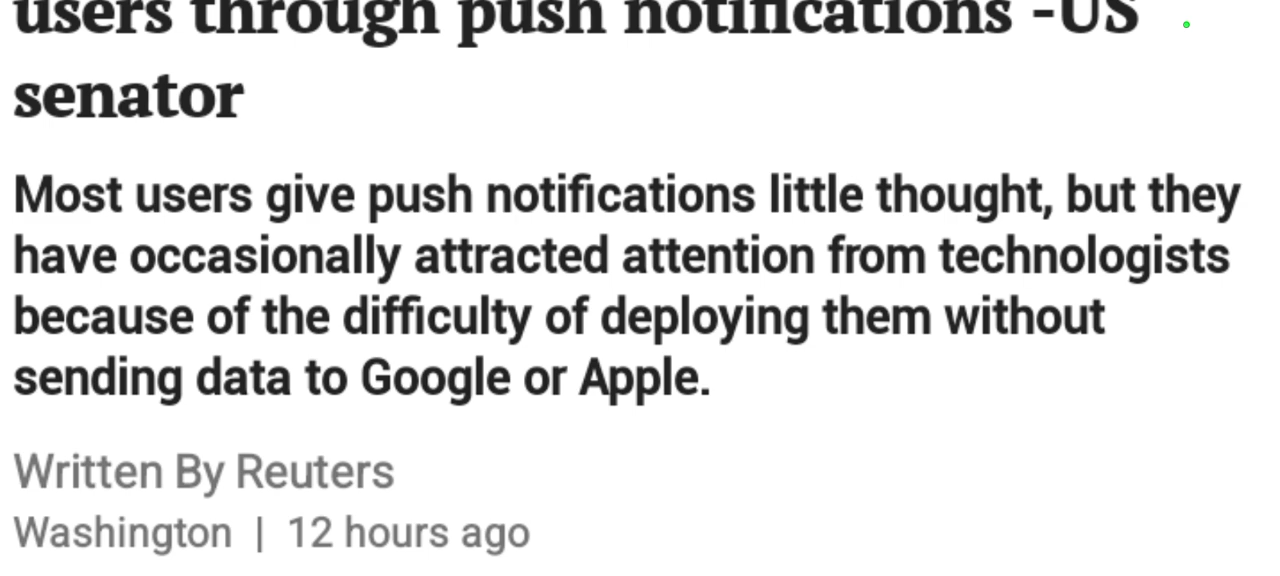 users through push notifications -US
senator
Most users give push notifications little thought, but they
have occasionally attracted attention from technologists
because of the difficulty of deploying them without
sending data to Google or Apple.
Written By Reuters
Washington | 12 hours ago